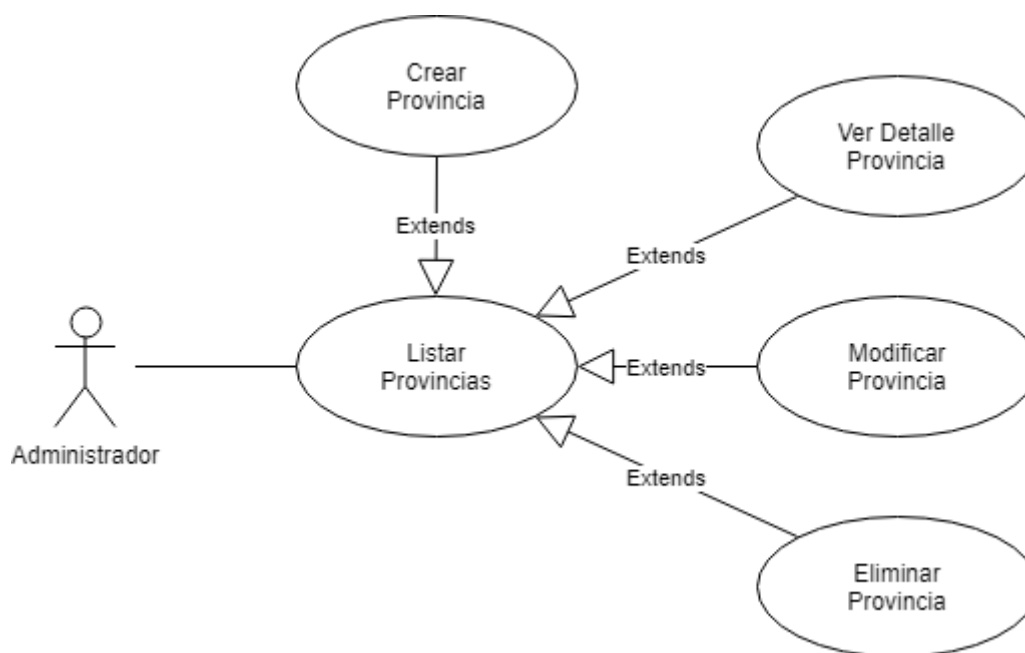 Crear
Provincia
Ver Detalle
Provincia
Extends
Extends
Listar
Provincias
Extends
Modificar
Provincia
Administrador
Extends
Eliminar
Provincia